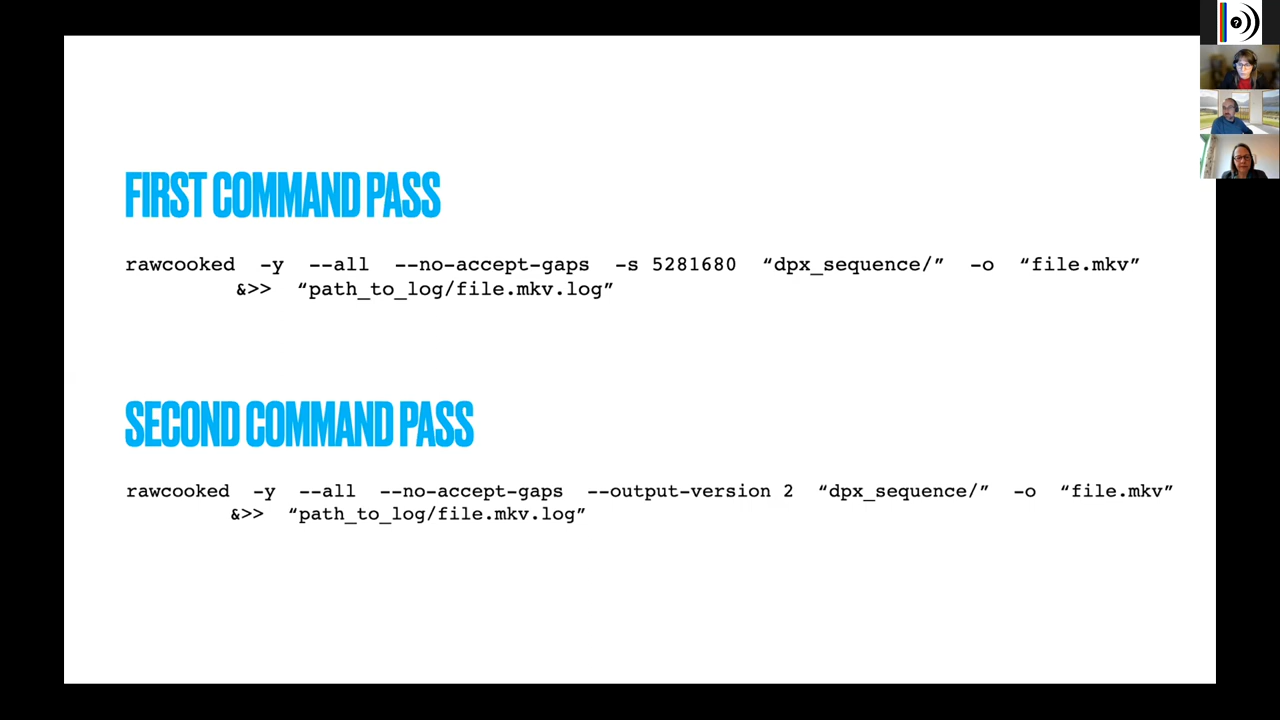 FIRST COMMAND PASS
rawcooked -y --all --no-accept-gaps -s 5281680 “dpx_sequence/” -o “file.mkv”
&>> “path_to_log/file.mkv.log”
SECOND COMMAND PASS
rawcooked -y --all --no-accept-gaps --output-version 2 “dpx_sequence/” -o “file.mkv”
&>> “path_to_log/file.mkv.log”